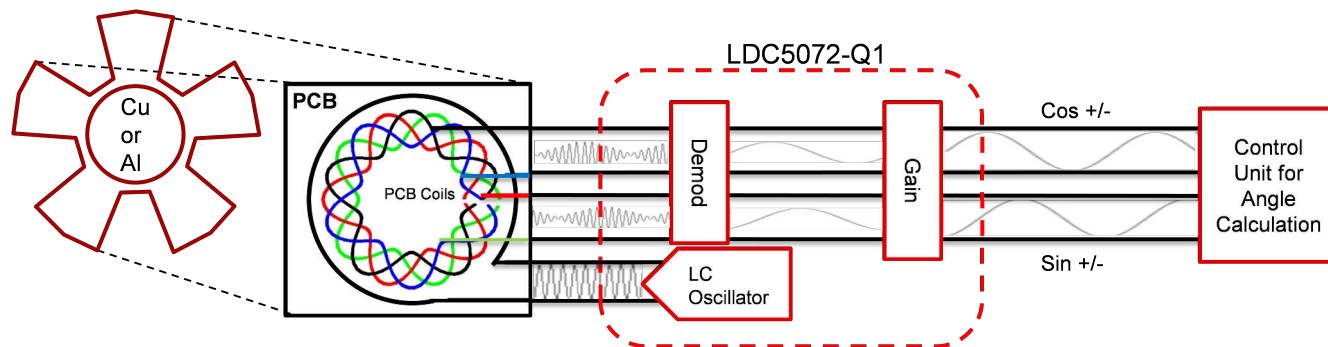 LDC5072-Q1
Cu
or
Al
PCB
PCB Coils
Demod
Gain
Cos +/-
Sin +/-
LC
Oscillator
Control
Unit for
Angle
Calculation